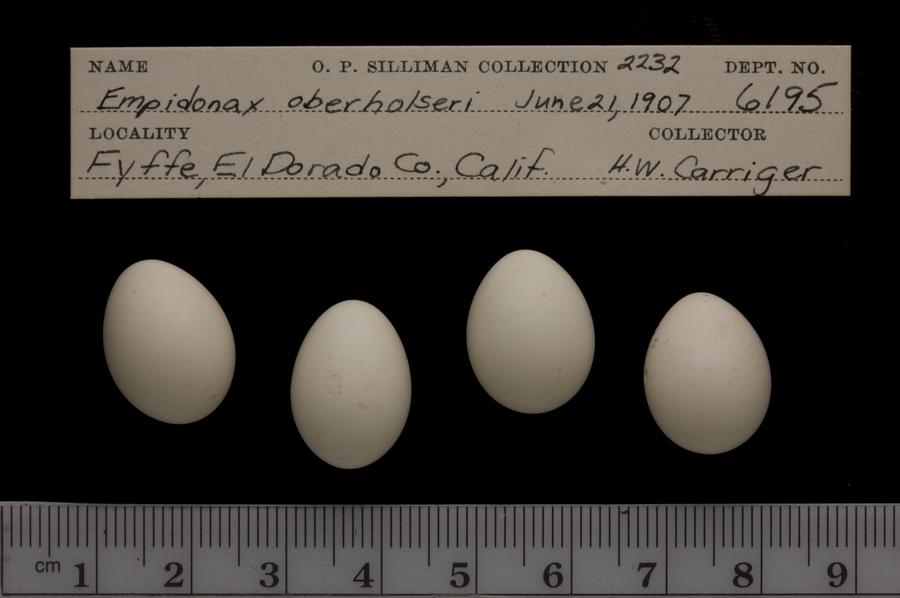 NAME O. P. SILLIMAN COLLECTION 2232 DEPT. NO.
Empidonax oberholseri June 21, 1907 6195
LOCALITY COLLECTOR
Fyffe, El Dorado Co., Calif. H.W. Carriger
cm 1 2 3 4 5 6 7 8 9